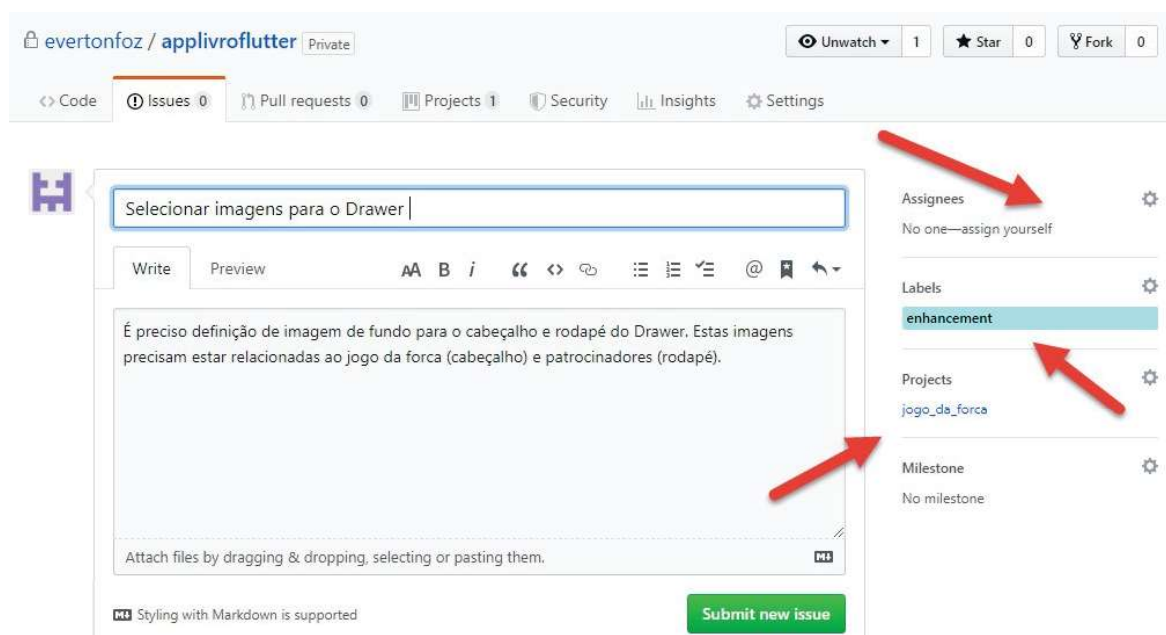 evertonfoz / applivroflutter Private
Unwatch 1 Star 0 Fork 0
<> Code Issues 0 Pull requests 0 Projects 1 Security Insights Settings
Selecionar imagens para o Drawer
Assignees
No one—assign yourself
Write Preview AA B i “ <> @
Labels
enhancement
É preciso definição de imagem de fundo para o cabeçalho e rodapé do Drawer. Estas imagens
precisam estar relacionadas ao jogo da forca (cabeçalho) e patrocinadores (rodapé).
Projects
jogo_da_forca
Milestone
No milestone
Attach files by dragging & dropping, selecting or pasting them.
Styling with Markdown is supported
Submit new issue